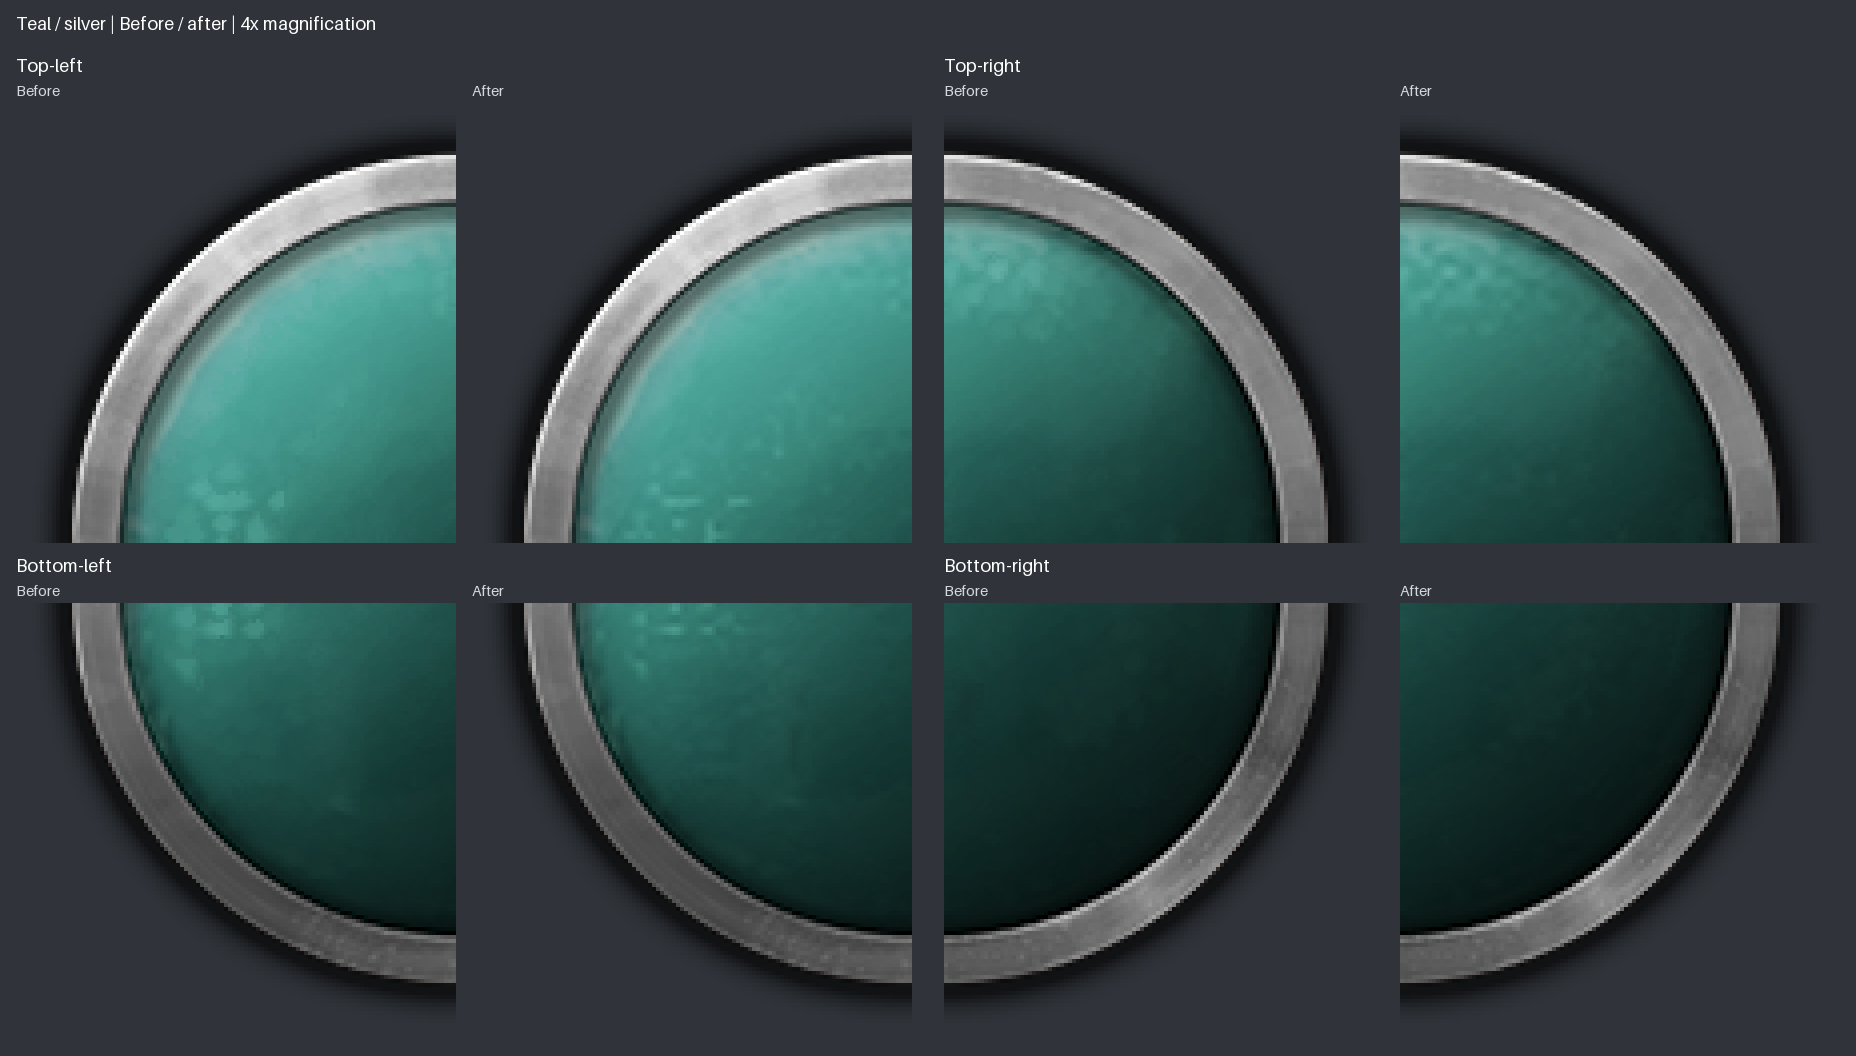 Teal / silver | Before / after | 4x magnification
Top-left
Before
After
Top-right
Before
After
Bottom-left
Before
After
Bottom-right
Before
After